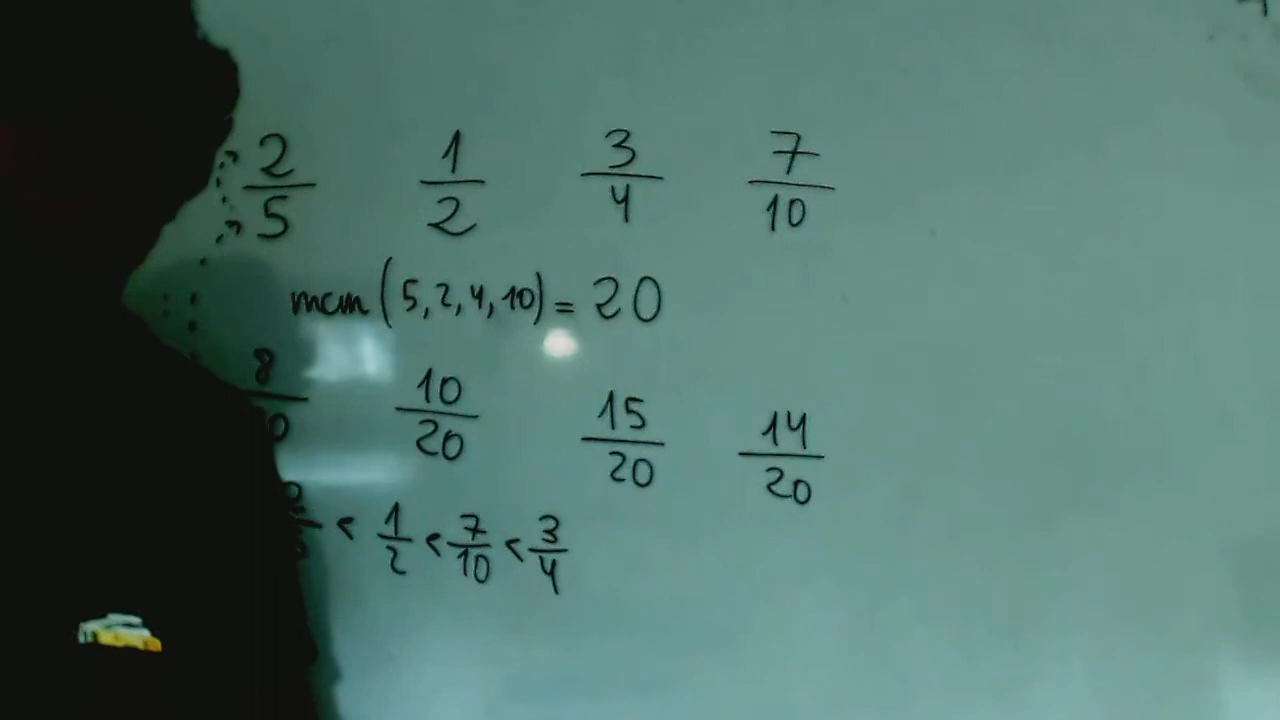 2/5 1/2 3/4 7/10
mcm (5, 2, 4, 10) = 20
8/ 10/20 15/20 14/20
< 1/2 < 7/10 < 3/4